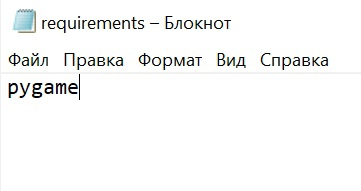 requirements – Блокнот
Файл Правка Формат Вид Справка
pygame